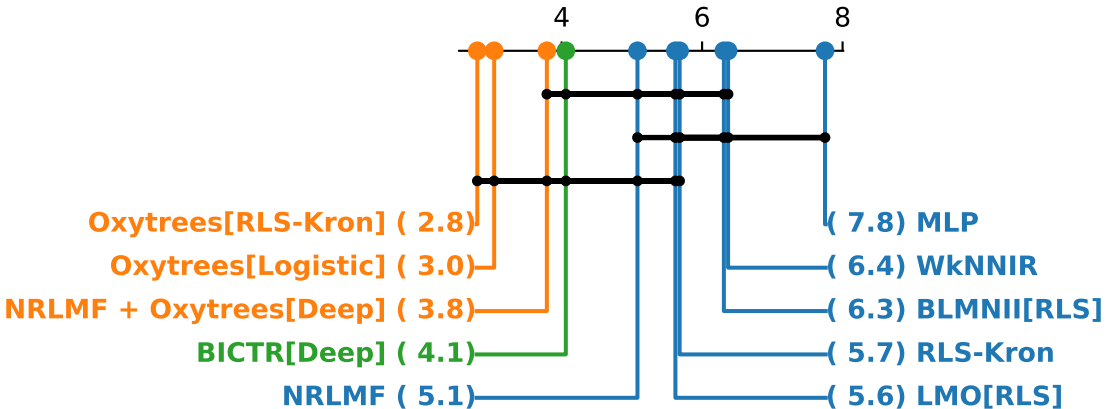 4 6 8
Oxytrees[RLS-Kron] ( 2.8)
( 7.8) MLP
Oxytrees[Logistic] ( 3.0)
( 6.4) WkNNIR
NRLMF + Oxytrees[Deep] ( 3.8)
( 6.3) BLMNII[RLS]
BICTR[Deep] ( 4.1)
( 5.7) RLS-Kron
NRLMF ( 5.1)
( 5.6) LMO[RLS]